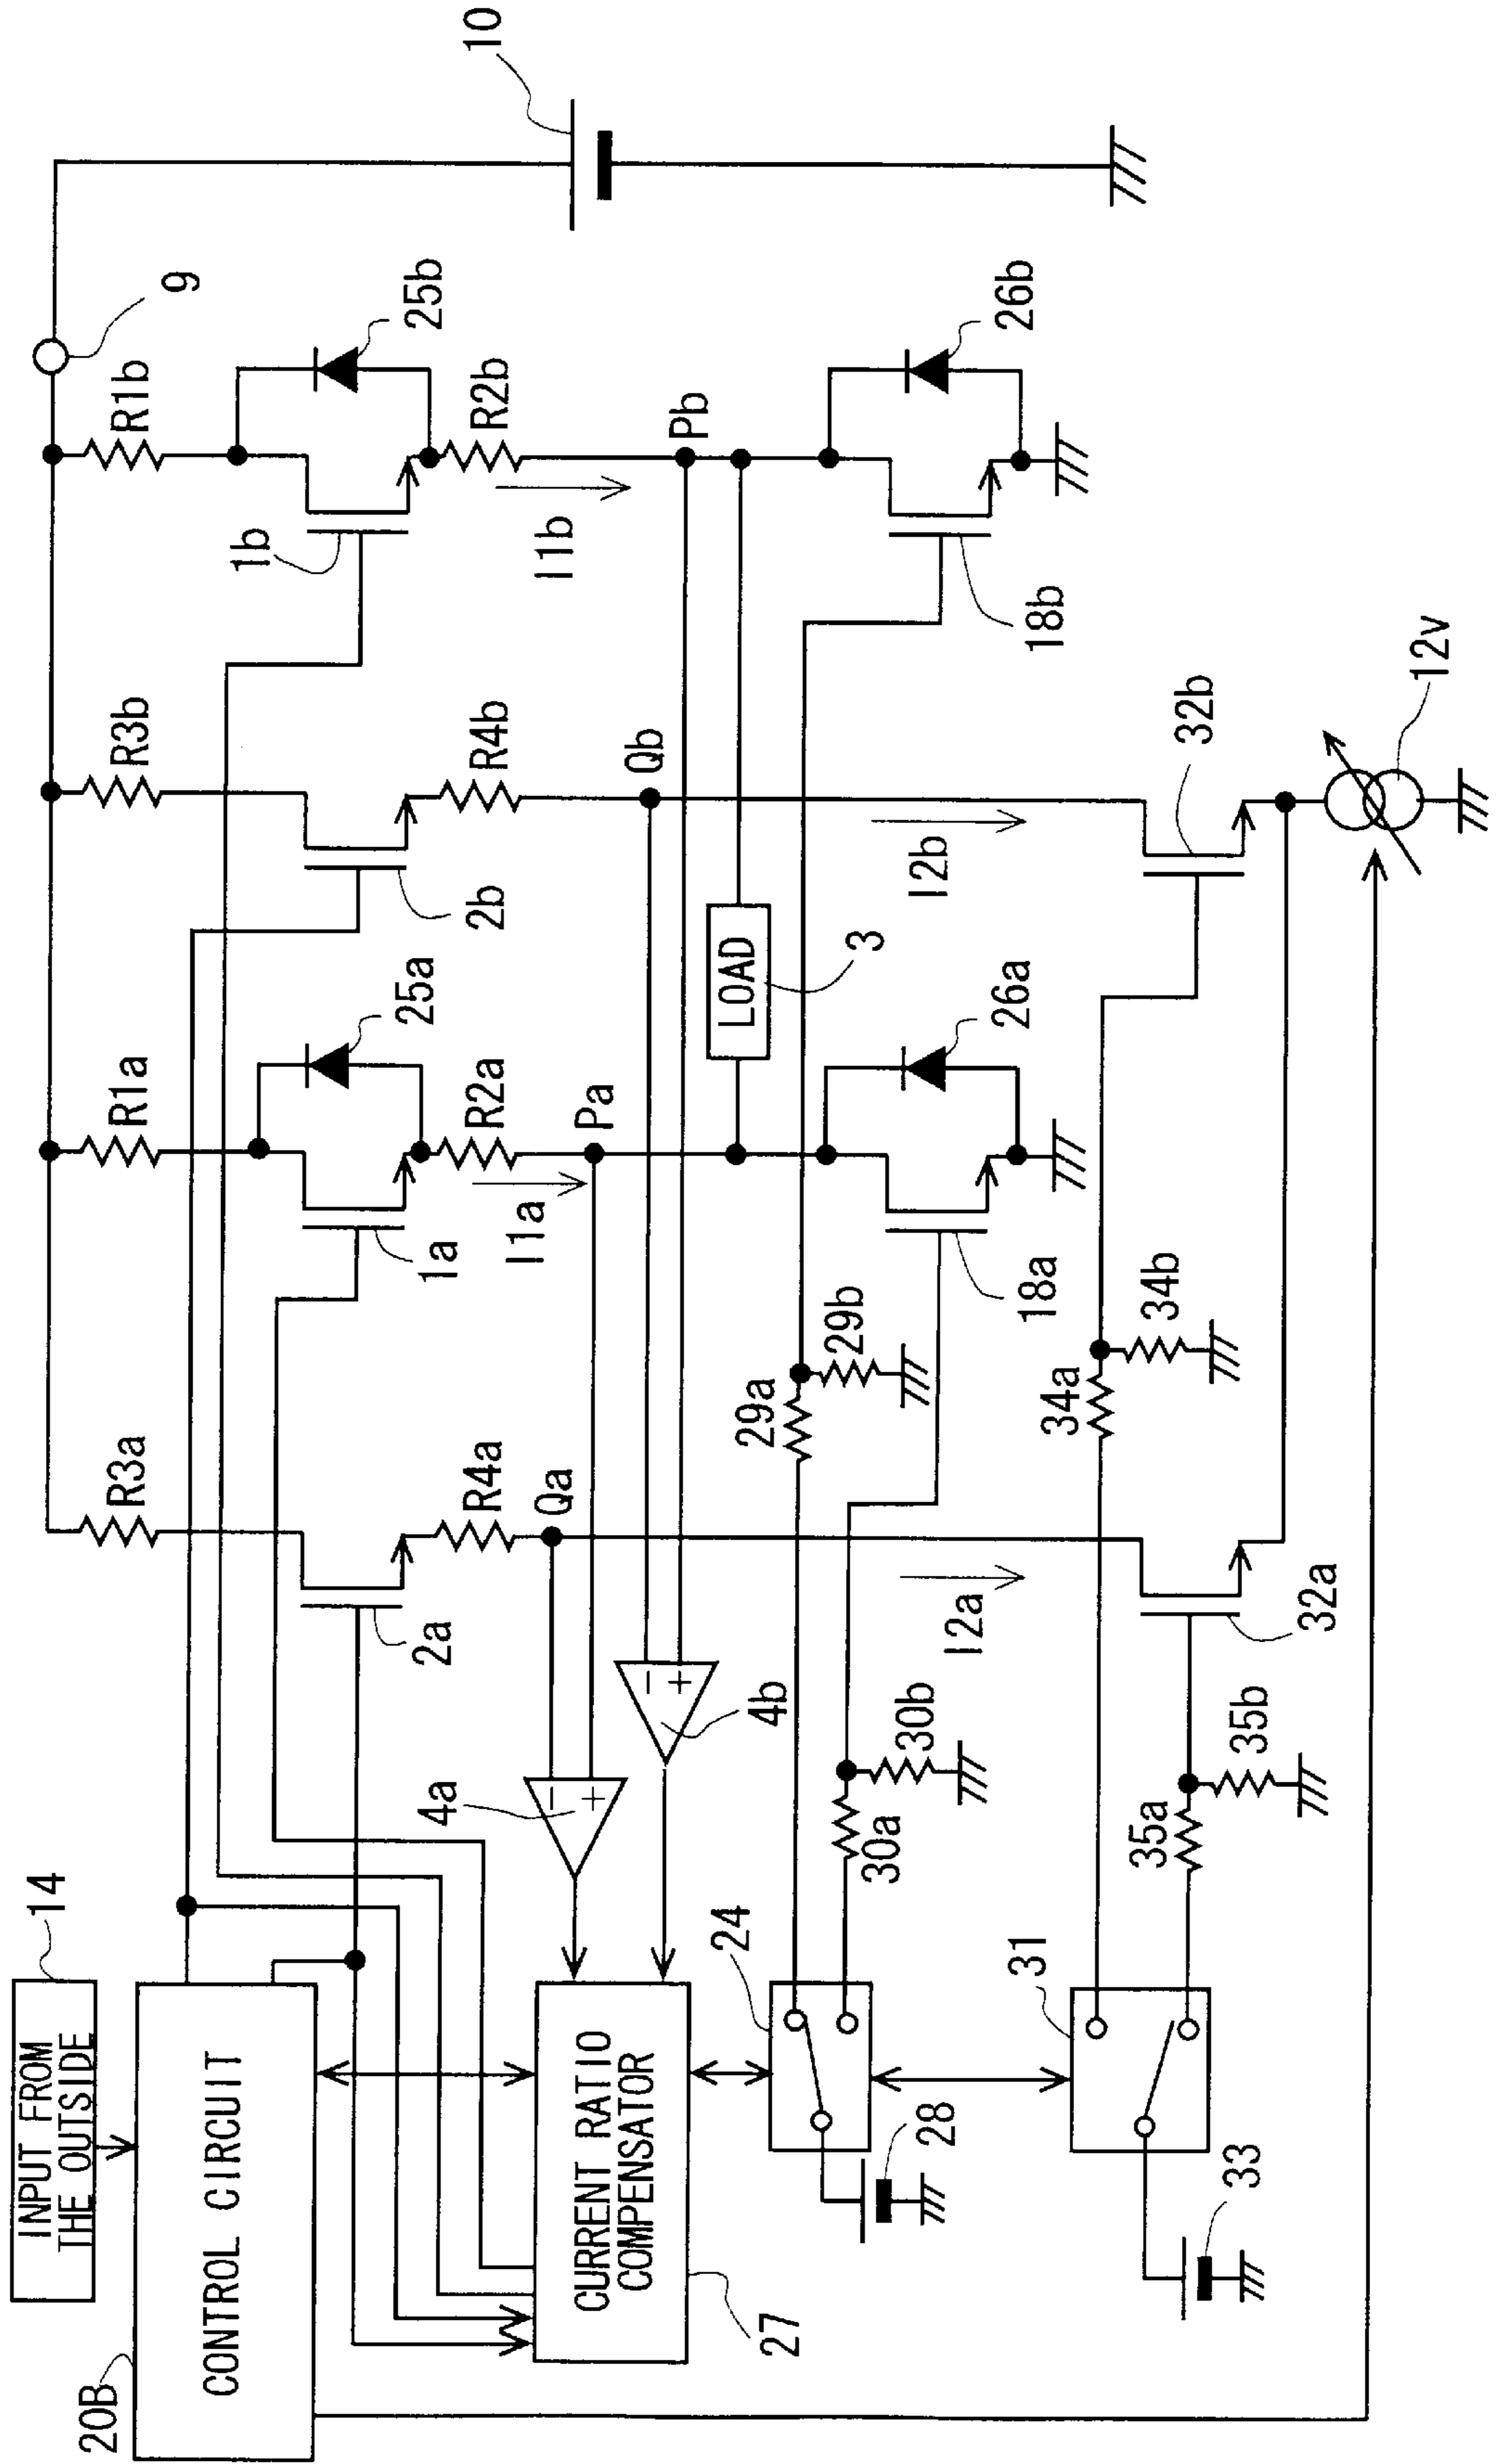 INPUT FROM
THE OUTSIDE
14
20B
CONTROL CIRCUIT
CURRENT RATIO
COMPENSATOR
27
24
28
31
33
4a
4b
R3a
R1a
R3b
R1b
9
10
2a
1a
2b
1b
25a
25b
R4a
R2a
R4b
R2b
Qa
Pa
Qb
Pb
I1a
I1b
I2a
I2b
−
+
−
+
LOAD
3
29a
29b
30a
30b
18a
18b
26a
26b
34a
34b
35a
35b
32a
32b
12v